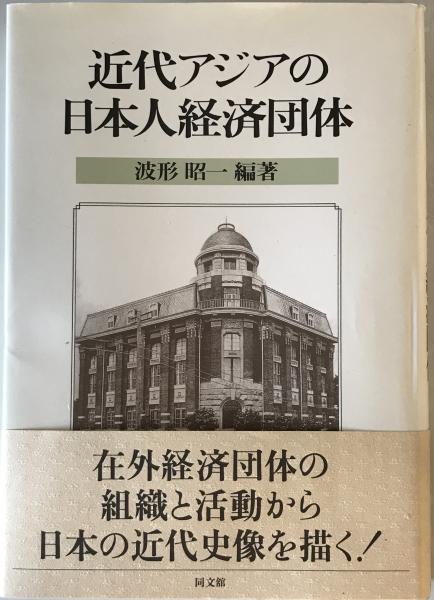 近代アジアの
日本人経済団体
波形 昭一 編著
在外経済団体の
組織と活動から
日本の近代史像を描く!
同文舘